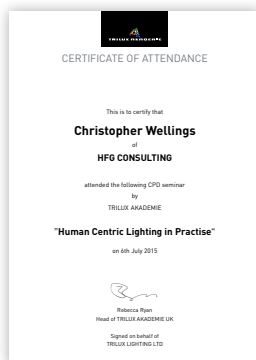 TRILUX AKADEMIE
CERTIFICATE OF ATTENDANCE
This is to certify that
Christopher Wellings
of
HFG CONSULTING
attended the following CPD seminar
by
TRILUX AKADEMIE
"Human Centric Lighting in Practise"
on 6th July 2015
Rebecca Ryan
Head of TRILUX AKADEMIE UK
Signed on behalf of
TRILUX LIGHTING LTD